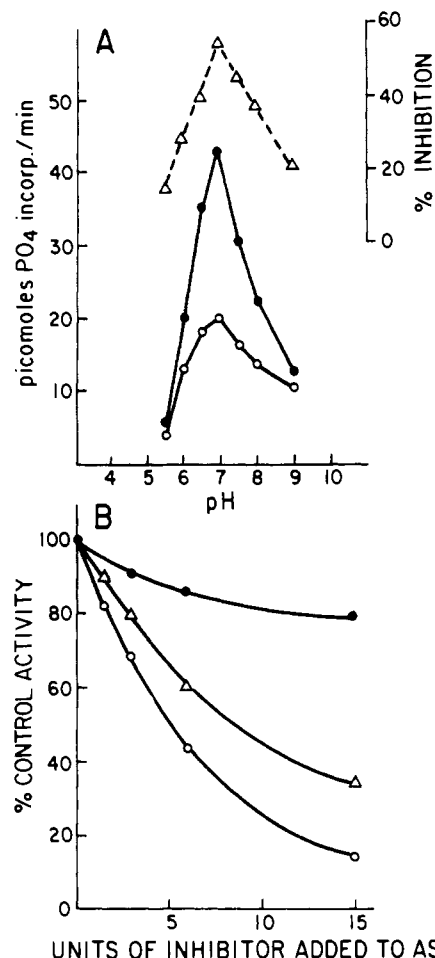 A
picomoles PO4 incorp./min
50
40
30
20
10
% INHIBITION
60
40
20
0
4 5 6 7 8 9 10
pH
B
% CONTROL ACTIVITY
100
80
60
40
20
0
5 10 15
UNITS OF INHIBITOR ADDED TO